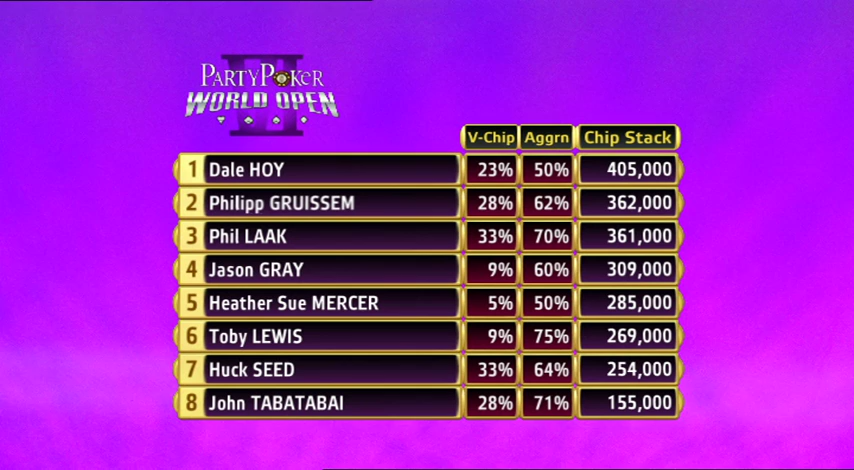 III
PARTYPOKER
WORLD OPEN
V-Chip Aggrn Chip Stack
1 Dale HOY 23% 50% 405,000
2 Philipp GRUISSEM 28% 62% 362,000
3 Phil LAAK 33% 70% 361,000
4 Jason GRAY 9% 60% 309,000
5 Heather Sue MERCER 5% 50% 285,000
6 Toby LEWIS 9% 75% 269,000
7 Huck SEED 33% 64% 254,000
8 John TABATABAI 28% 71% 155,000